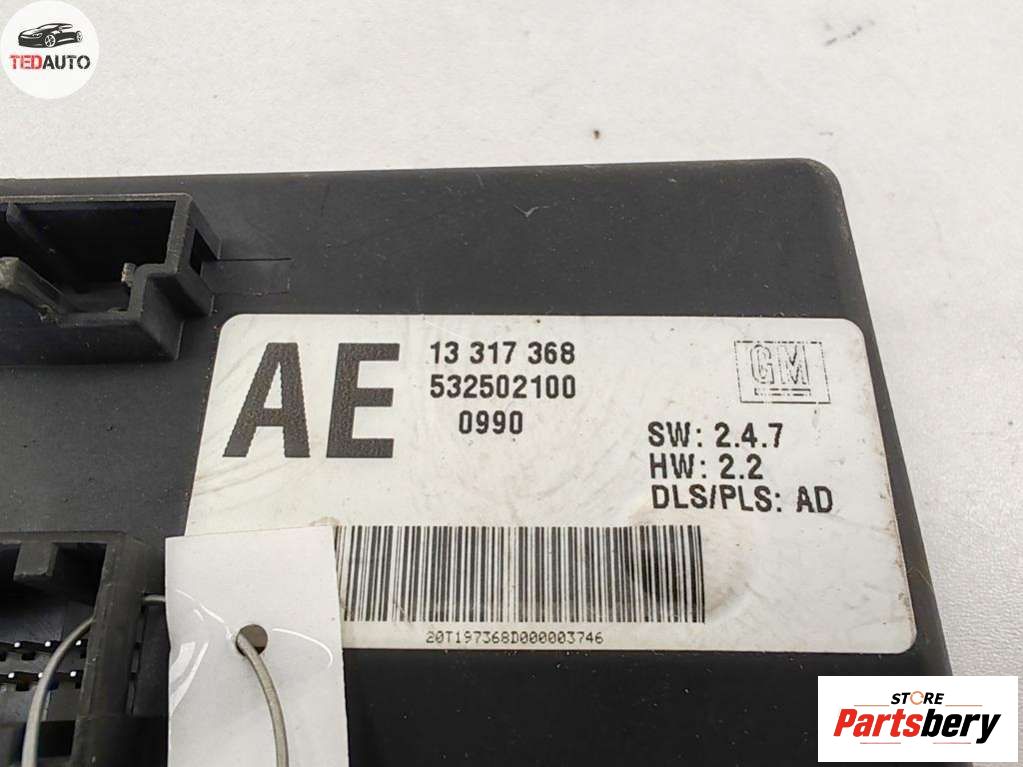 TEDAUTO
AE
13 317 368
532502100
0990
GM
SW: 2.4.7
HW: 2.2
DLS/PLS: AD
20T197368D000003746
STORE
Partsbery